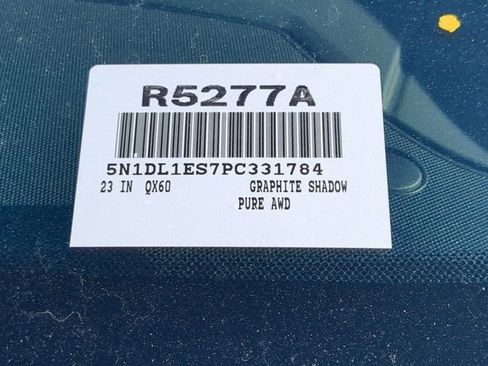 R5277A
5N1DL1ES7PC331784
23 IN QX60 GRAPHITE SHADOW
PURE AWD